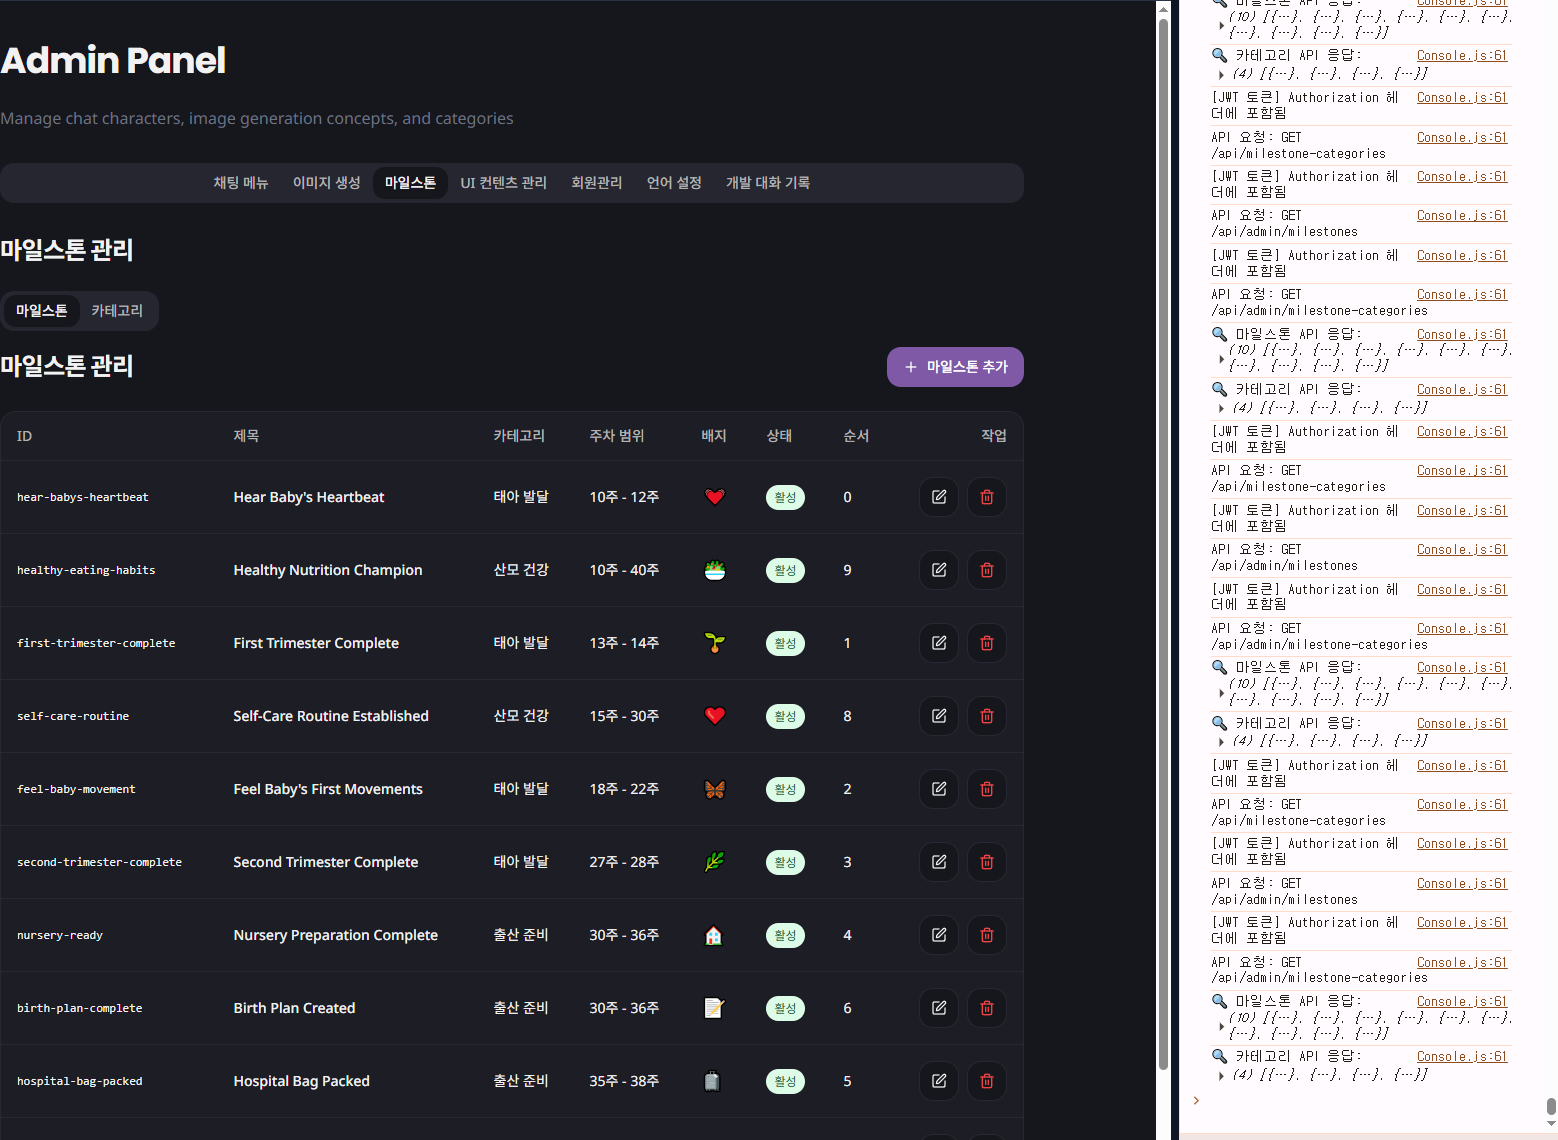 Admin Panel
Manage chat characters, image generation concepts, and categories
채팅 메뉴 이미지 생성 마일스톤 UI 컨텐츠 관리 회원관리 언어 설정 개발 대화 기록
마일스톤 관리
마일스톤 카테고리
마일스톤 관리
+ 마일스톤 추가
ID 제목 카테고리 주차 범위 배지 상태 순서 작업
hear-babys-heartbeat Hear Baby's Heartbeat 태아 발달 10주 - 12주 활성 0
healthy-eating-habits Healthy Nutrition Champion 산모 건강 10주 - 40주 활성 9
first-trimester-complete First Trimester Complete 태아 발달 13주 - 14주 활성 1
self-care-routine Self-Care Routine Established 산모 건강 15주 - 30주 활성 8
feel-baby-movement Feel Baby's First Movements 태아 발달 18주 - 22주 활성 2
second-trimester-complete Second Trimester Complete 태아 발달 27주 - 28주 활성 3
nursery-ready Nursery Preparation Complete 출산 준비 30주 - 36주 활성 4
birth-plan-complete Birth Plan Created 출산 준비 30주 - 36주 활성 6
hospital-bag-packed Hospital Bag Packed 출산 준비 35주 - 38주 활성 5
마일스톤 API 응답: Console.js:61
(10) [{…}, {…}, {…}, {…}, {…}, {…},
{…}, {…}, {…}, {…}]
카테고리 API 응답: Console.js:61
(4) [{…}, {…}, {…}, {…}]
[JWT 토큰] Authorization 헤 Console.js:61
더에 포함됨
API 요청: GET Console.js:61
/api/milestone-categories
[JWT 토큰] Authorization 헤 Console.js:61
더에 포함됨
API 요청: GET Console.js:61
/api/admin/milestones
[JWT 토큰] Authorization 헤 Console.js:61
더에 포함됨
API 요청: GET Console.js:61
/api/admin/milestone-categories
마일스톤 API 응답: Console.js:61
(10) [{…}, {…}, {…}, {…}, {…}, {…},
{…}, {…}, {…}, {…}]
카테고리 API 응답: Console.js:61
(4) [{…}, {…}, {…}, {…}]
[JWT 토큰] Authorization 헤 Console.js:61
더에 포함됨
API 요청: GET Console.js:61
/api/milestone-categories
[JWT 토큰] Authorization 헤 Console.js:61
더에 포함됨
API 요청: GET Console.js:61
/api/admin/milestones
[JWT 토큰] Authorization 헤 Console.js:61
더에 포함됨
API 요청: GET Console.js:61
/api/admin/milestone-categories
마일스톤 API 응답: Console.js:61
(10) [{…}, {…}, {…}, {…}, {…}, {…},
{…}, {…}, {…}, {…}]
카테고리 API 응답: Console.js:61
(4) [{…}, {…}, {…}, {…}]
[JWT 토큰] Authorization 헤 Console.js:61
더에 포함됨
API 요청: GET Console.js:61
/api/milestone-categories
[JWT 토큰] Authorization 헤 Console.js:61
더에 포함됨
API 요청: GET Console.js:61
/api/admin/milestones
[JWT 토큰] Authorization 헤 Console.js:61
더에 포함됨
API 요청: GET Console.js:61
/api/admin/milestone-categories
마일스톤 API 응답: Console.js:61
(10) [{…}, {…}, {…}, {…}, {…}, {…},
{…}, {…}, {…}, {…}]
카테고리 API 응답: Console.js:61
(4) [{…}, {…}, {…}, {…}]